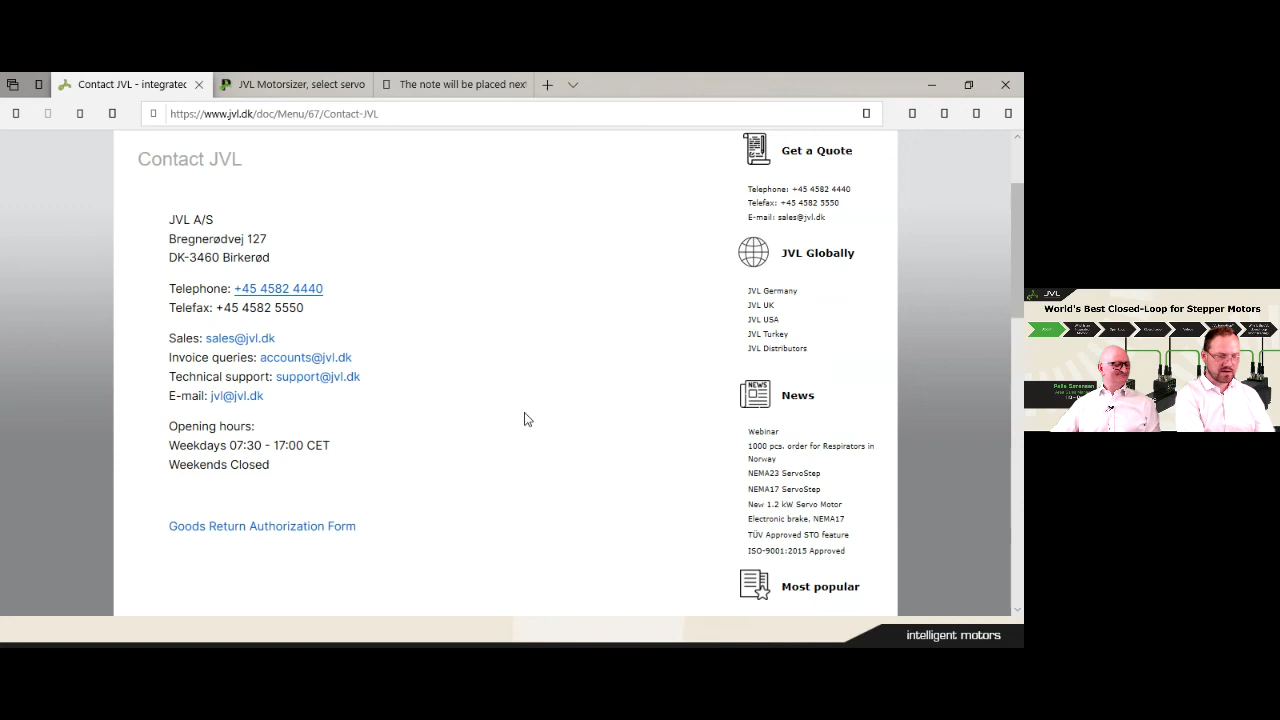 Contact JVL - integrated
JVL Motorsizer, select servo
The note will be placed next
https://www.jvl.dk/doc/Menu/67/Contact-JVL
Contact JVL
JVL A/S
Bregnerødvej 127
DK-3460 Birkerød
Telephone: +45 4582 4440
Telefax: +45 4582 5550
Sales: sales@jvl.dk
Invoice queries: accounts@jvl.dk
Technical support: support@jvl.dk
E-mail: jvl@jvl.dk
Opening hours:
Weekdays 07:30 - 17:00 CET
Weekends Closed
Goods Return Authorization Form
Get a Quote
Telephone: +45 4582 4440
Telefax: +45 4582 5550
E-mail: sales@jvl.dk
JVL Globally
JVL Germany
JVL UK
JVL USA
JVL Turkey
JVL Distributors
NEWS
News
Webinar
1000 pcs. order for Respirators in
Norway
NEMA23 ServoStep
NEMA17 ServoStep
New 1.2 kW Servo Motor
Electronic brake, NEMA17
TÜV Approved STO feature
ISO-9001:2015 Approved
Most popular
intelligent motors
JVL
World's Best Closed-Loop for Stepper Motors